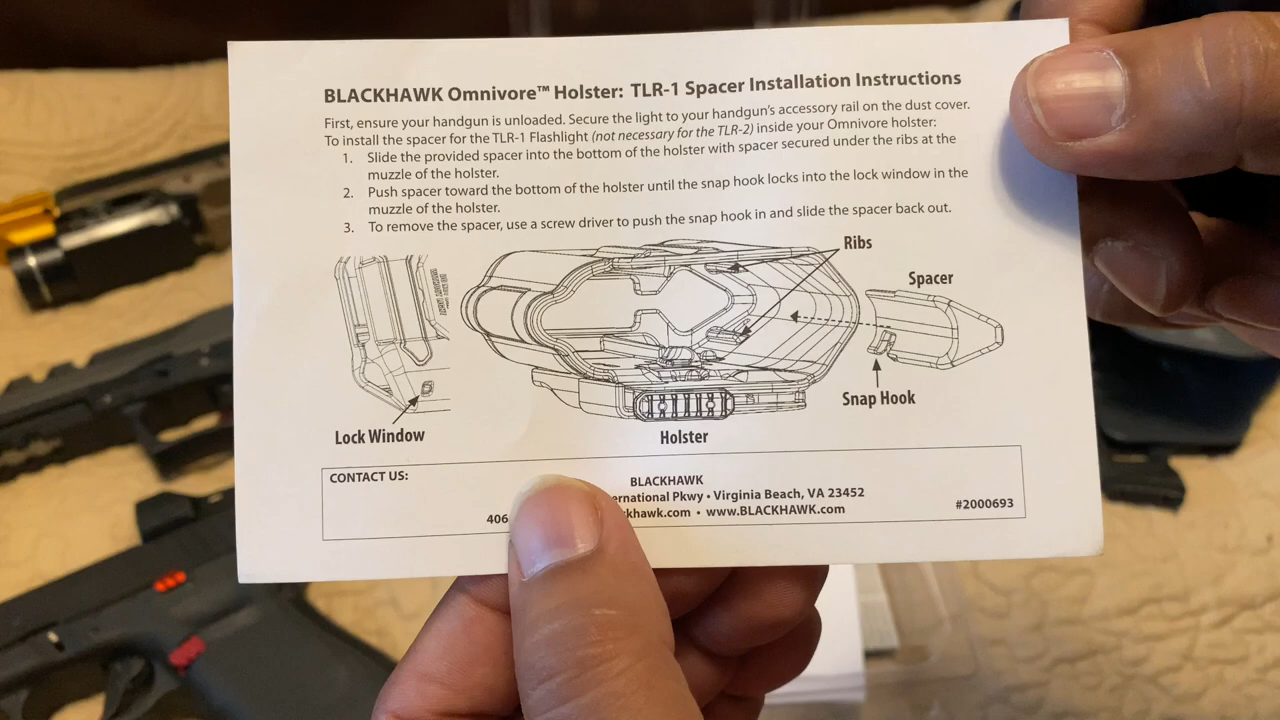 BLACKHAWK Omnivore™ Holster: TLR-1 Spacer Installation Instructions
First, ensure your handgun is unloaded. Secure the light to your handgun's accessory rail on the dust cover.
To install the spacer for the TLR-1 Flashlight (not necessary for the TLR-2) inside your Omnivore holster:
1. Slide the provided spacer into the bottom of the holster with spacer secured under the ribs at the
muzzle of the holster.
2. Push spacer toward the bottom of the holster until the snap hook locks into the lock window in the
muzzle of the holster.
3. To remove the spacer, use a screw driver to push the snap hook in and slide the spacer back out.
Ribs
Spacer
Snap Hook
Lock Window
Holster
CONTACT US:
BLACKHAWK
Pkwy • Virginia Beach, VA 23452
406 • www.BLACKHAWK.com
#2000693